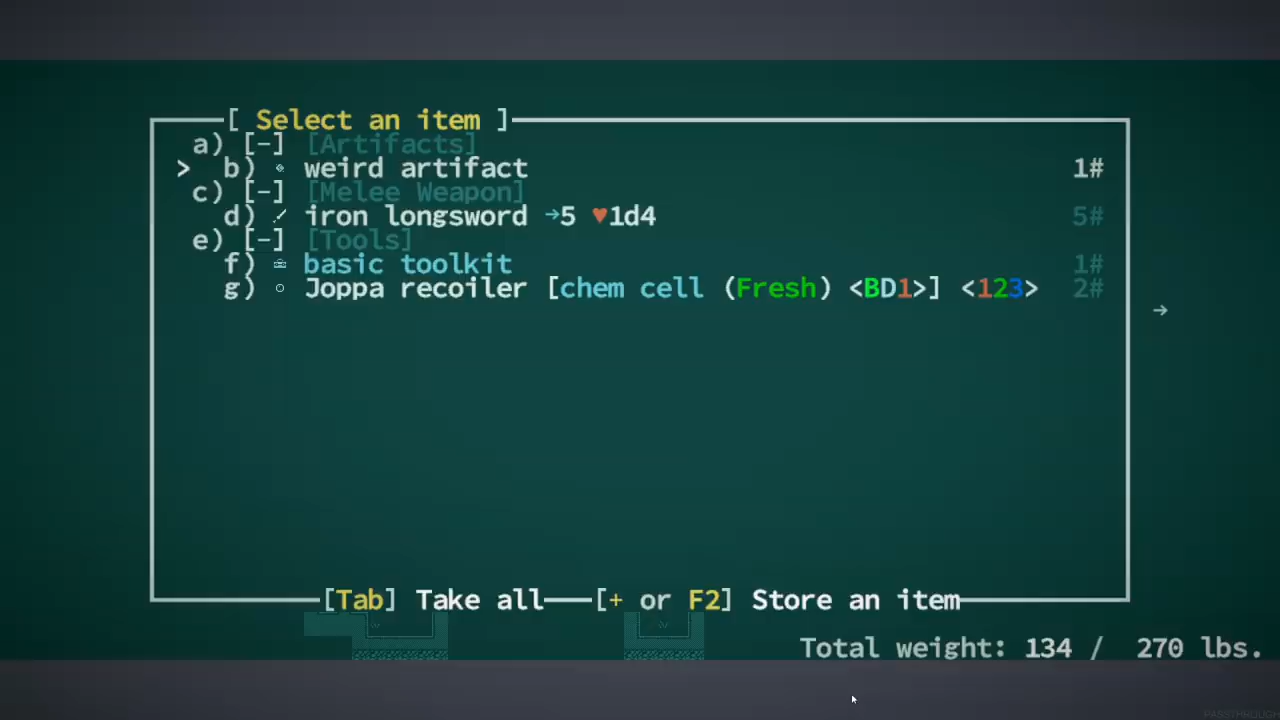 [ Select an item ]
a) [-] [Artifacts]
> b) weird artifact 1#
c) [-] [Melee Weapon]
d) iron longsword →5 ♥1d4 5#
e) [-] [Tools]
f) basic toolkit 1#
g) Joppa recoiler [chem cell (Fresh) <BD1>] <123> 2#
→
[Tab] Take all [+ or F2] Store an item
Total weight: 134 / 270 lbs.